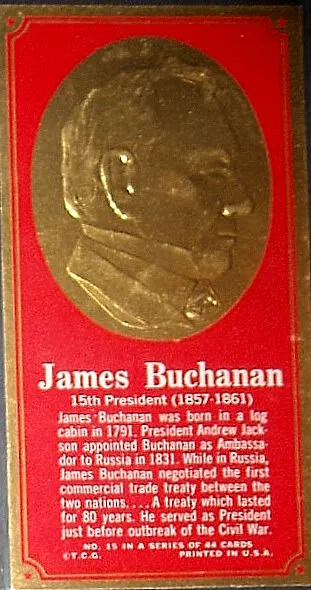 James Buchanan
15th President (1857-1861)
James Buchanan was born in a log
cabin in 1791. President Andrew Jack-
son appointed Buchanan as Ambassa-
dor to Russia in 1831. While in Russia,
James Buchanan negotiated the first
commercial trade treaty between the
two nations. . . . A treaty which lasted
for 80 years. He served as President
just before outbreak of the Civil War.
NO. 15 IN A SERIES OF 44 CARDS
©T.C.G. PRINTED IN U.S.A.